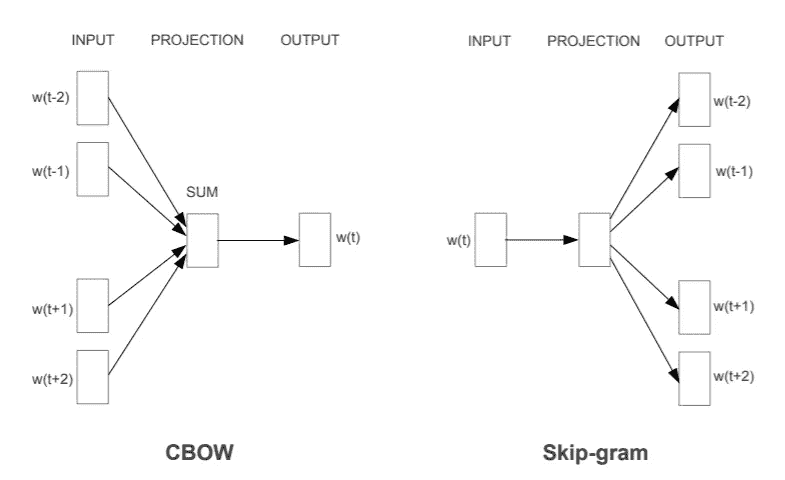 INPUT PROJECTION OUTPUT
w(t-2)
w(t-1)
SUM
w(t)
w(t+1)
w(t+2)
CBOW
INPUT PROJECTION OUTPUT
w(t-2)
w(t-1)
w(t)
w(t+1)
w(t+2)
Skip-gram